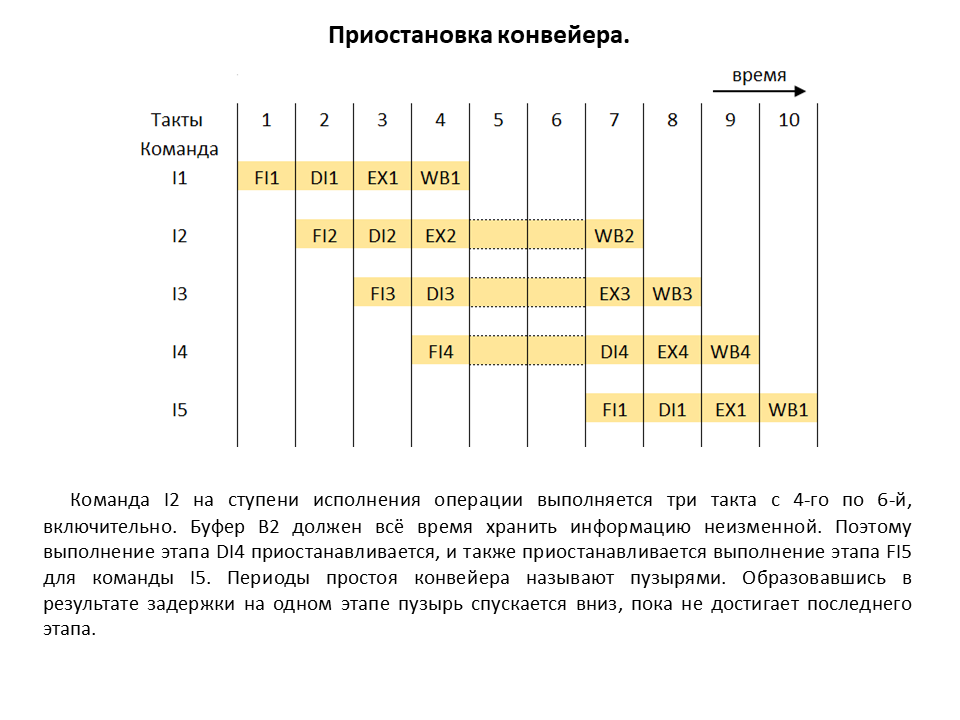 Приостановка конвейера.
время
Такты 1 2 3 4 5 6 7 8 9 10
Команда
I1 FI1 DI1 EX1 WB1
I2 FI2 DI2 EX2 WB2
I3 FI3 DI3 EX3 WB3
I4 FI4 DI4 EX4 WB4
I5 FI1 DI1 EX1 WB1
Команда I2 на ступени исполнения операции выполняется три такта с 4-го по 6-й,
включительно. Буфер B2 должен всё время хранить информацию неизменной. Поэтому
выполнение этапа DI4 приостанавливается, и также приостанавливается выполнение этапа FI5
для команды I5. Периоды простоя конвейера называют пузырями. Образовавшись в
результате задержки на одном этапе пузырь спускается вниз, пока не достигает последнего
этапа.